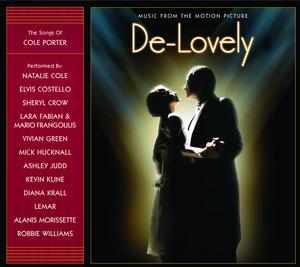 The Songs Of
COLE PORTER
Performed By:
NATALIE COLE
ELVIS COSTELLO
SHERYL CROW
LARA FABIAN &
MARIO FRANGOULIS
VIVIAN GREEN
MICK HUCKNALL
ASHLEY JUDD
KEVIN KLINE
DIANA KRALL
LEMAR
ALANIS MORISSETTE
ROBBIE WILLIAMS
MUSIC FROM THE MOTION PICTURE
De-Lovely